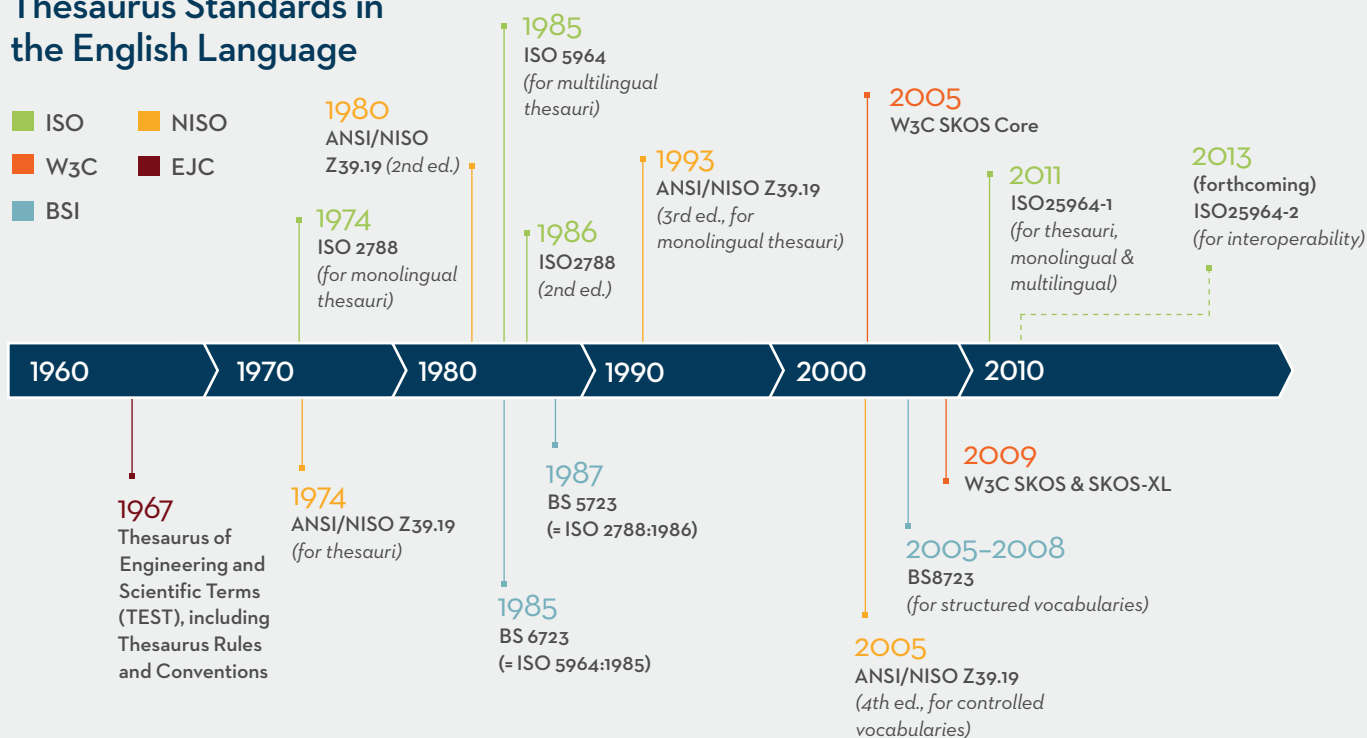 Thesaurus Standards in
the English Language
ISO
NISO
W3C
EJC
BSI
1974
ISO 2788
(for monolingual
thesauri)
1980
ANSI/NISO
Z39.19 (2nd ed.)
1985
ISO 5964
(for multilingual
thesauri)
1986
ISO2788
(2nd ed.)
1993
ANSI/NISO Z39.19
(3rd ed., for
monolingual thesauri)
2005
W3C SKOS Core
2011
ISO25964-1
(for thesauri,
monolingual &
multilingual)
2013
(forthcoming)
ISO25964-2
(for interoperability)
1960
1970
1980
1990
2000
2010
1967
Thesaurus of
Engineering and
Scientific Terms
(TEST), including
Thesaurus Rules
and Conventions
1974
ANSI/NISO Z39.19
(for thesauri)
1985
BS 6723
(= ISO 5964:1985)
1987
BS 5723
(= ISO 2788:1986)
2005
ANSI/NISO Z39.19
(4th ed., for controlled
vocabularies)
2005–2008
BS8723
(for structured vocabularies)
2009
W3C SKOS & SKOS-XL